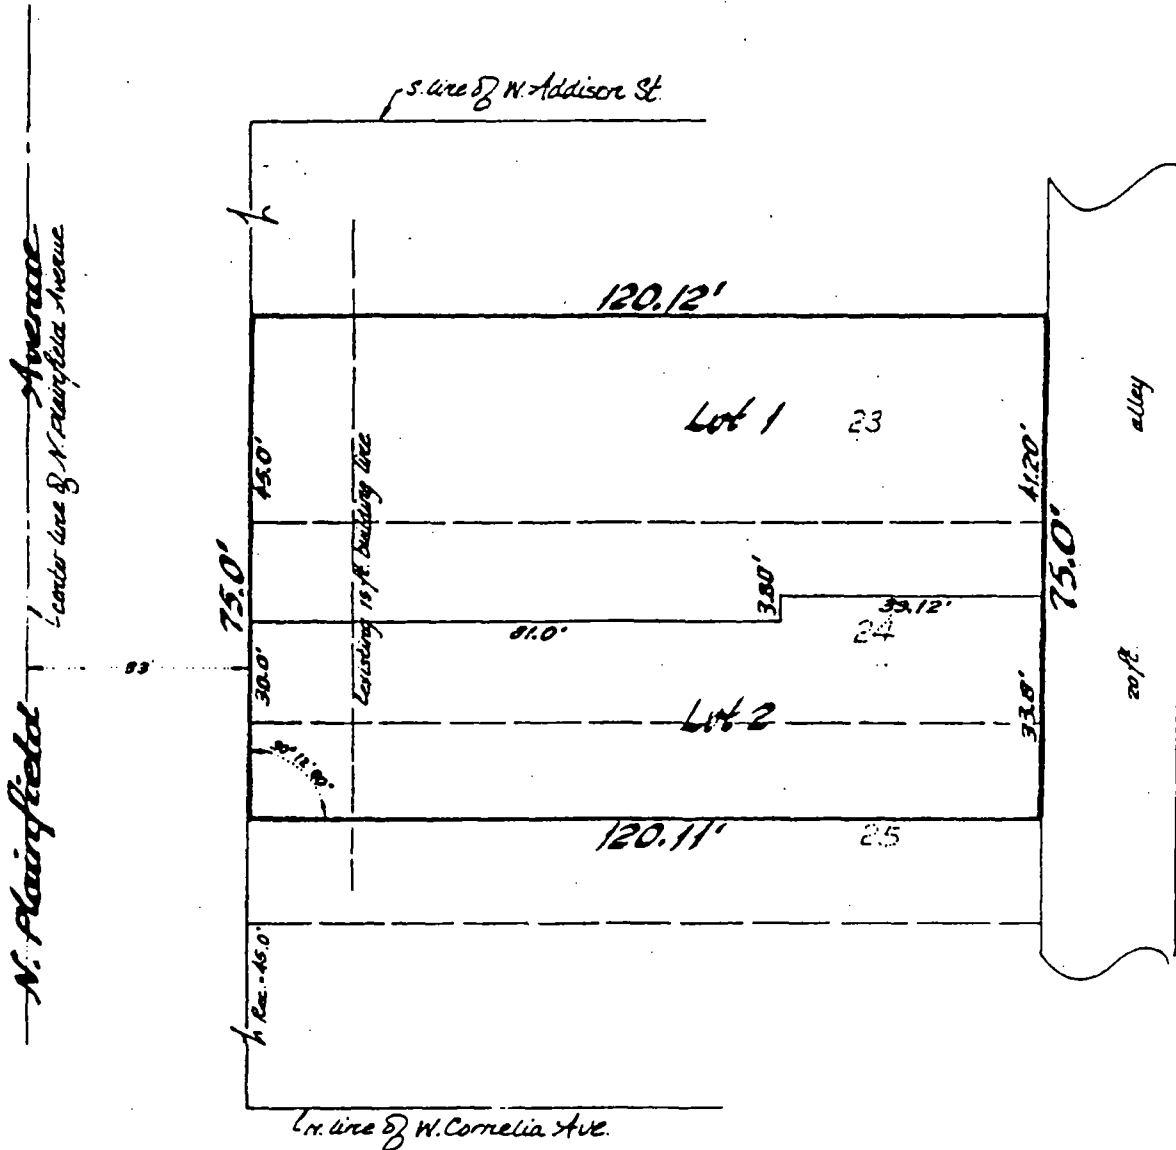 s. line of W. Addison St.
N. Plainfield Avenue
center line of N. Plainfield Avenue
120.12'
Lot 1
23
alley
45.0'
41.20'
Existing 15 ft. building line
75.0'
75.0'
3.80'
39.12'
81.0'
24
33'
30.0'
Lot 2
33.8'
20 ft.
120.11'
25
Rec. = 45.0'
N. line of W. Cornelia Ave.